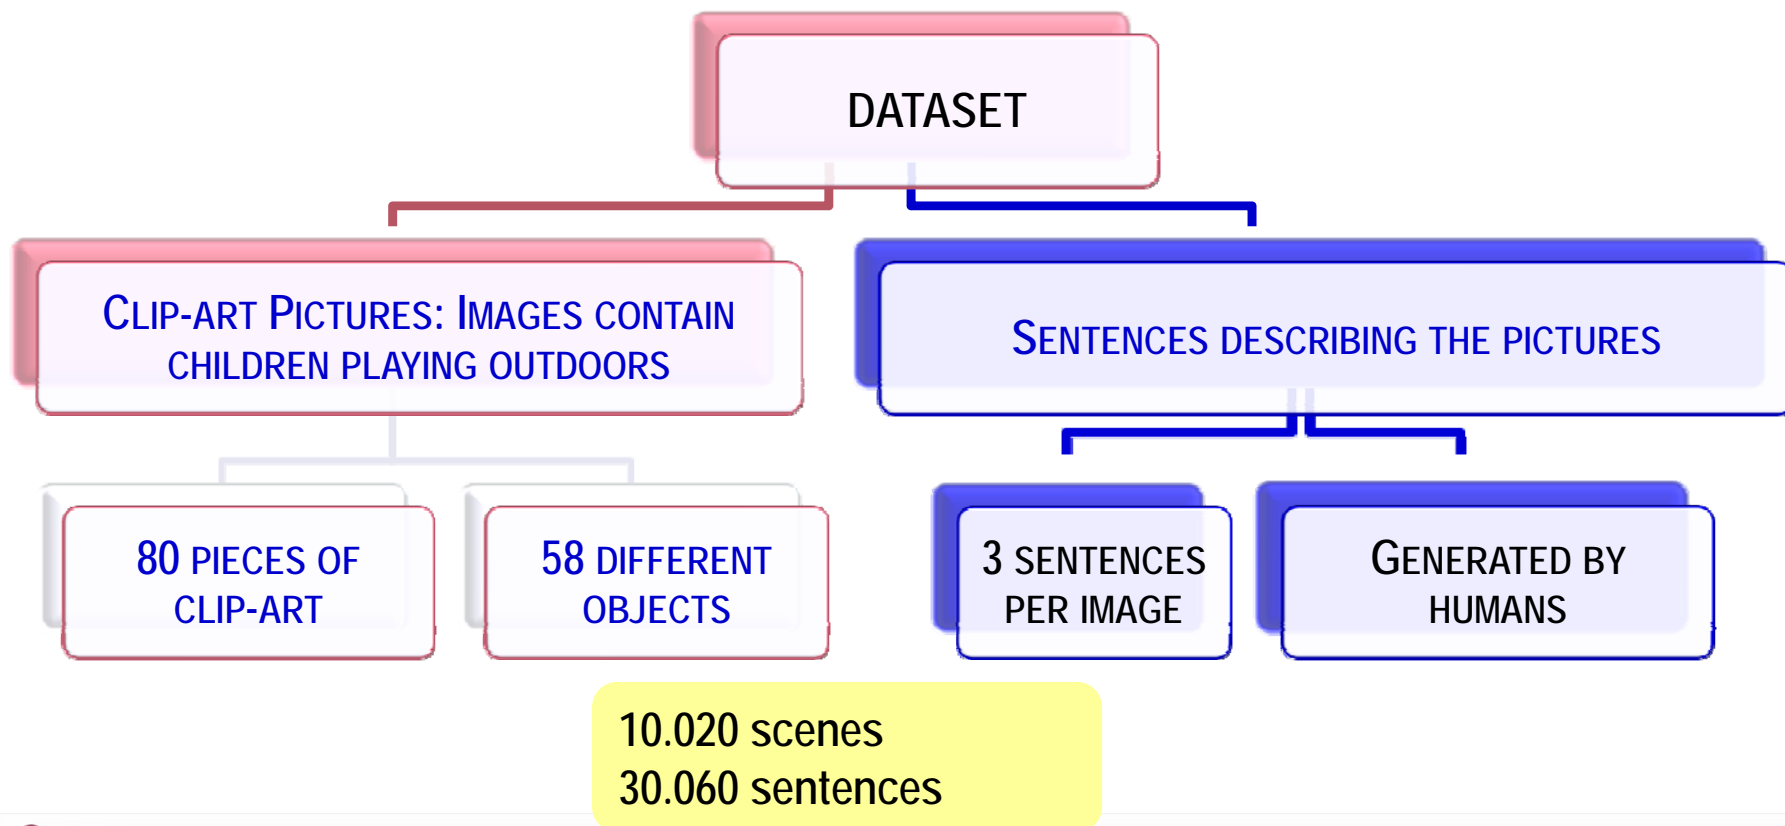 DATASET
CLIP-ART PICTURES: IMAGES CONTAIN
CHILDREN PLAYING OUTDOORS
SENTENCES DESCRIBING THE PICTURES
80 PIECES OF
CLIP-ART
58 DIFFERENT
OBJECTS
3 SENTENCES
PER IMAGE
GENERATED BY
HUMANS
10.020 scenes
30.060 sentences